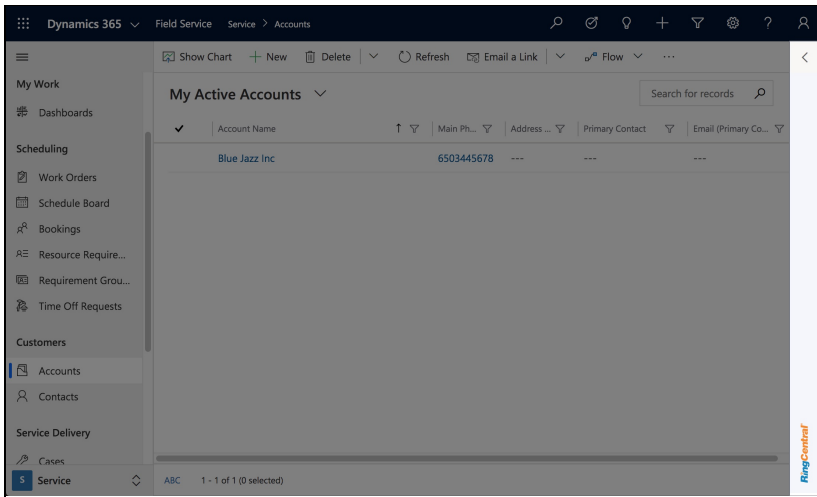 Dynamics 365 Field Service Service > Accounts
Show Chart New Delete Refresh Email a Link Flow ...
My Work
Dashboards
Scheduling
Work Orders
Schedule Board
Bookings
Resource Require...
Requirement Grou...
Time Off Requests
Customers
Accounts
Contacts
Service Delivery
Cases
S Service
My Active Accounts
Search for records
Account Name Main Ph... Address ... Primary Contact Email (Primary Co...
Blue Jazz Inc 6503445678 --- --- ---
ABC 1 - 1 of 1 (0 selected)
RingCentral